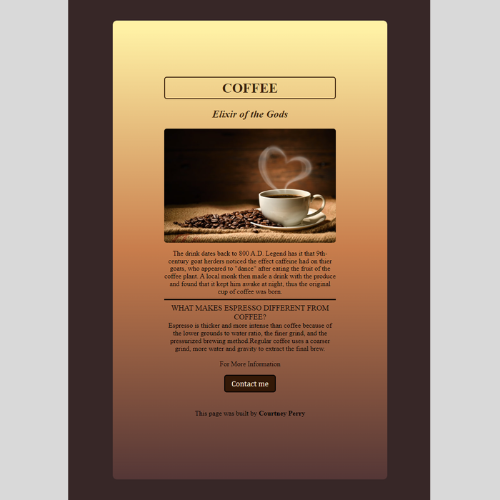 COFFEE
Elixir of the Gods
The drink dates back to 800 A.D. Legend has it that 9th-
century goat herders noticed the effect caffeine had on their
goats, who appeared to "dance" after eating the fruit of the
coffee plant. A local monk then made a drink with the produce
and found that it kept him awake at night, thus the original
cup of coffee was born.
WHAT MAKES ESPRESSO DIFFERENT FROM
COFFEE?
Espresso is thicker and more intense than coffee because of
the lower grounds to water ratio, the finer grind, and the
pressurized brewing method.Regular coffee uses a courser
grind, more water and gravity to extract the final brew.
For More Information
Contact me
This page was built by Courtney Perry